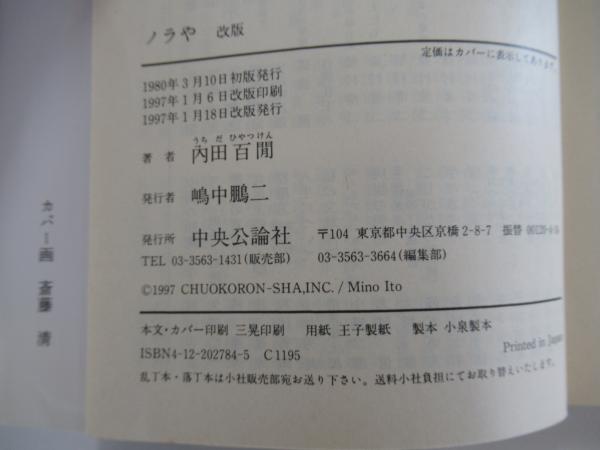 ノラや 改版
定価はカバーに表示してあります。
1980年3月10日初版発行
1997年1月6日改版印刷
1997年1月18日改版発行
うち だ ひやつけん
著者 内田百閒
発行者 嶋中鵬二
発行所 中央公論社 〒104 東京都中央区京橋2-8-7 振替
TEL 03-3563-1431(販売部) 03-3563-3664(編集部)
©1997 CHUOKORON-SHA,INC. / Mino Ito
本文・カバー印刷 三晃印刷 用紙 王子製紙 製本 小泉製本
ISBN4-12-202784-5 C1195 Printed in Japan
乱丁本・落丁本は小社販売部宛お送り下さい。送料小社負担にてお取り替えいたします。
カバー画 斎藤清